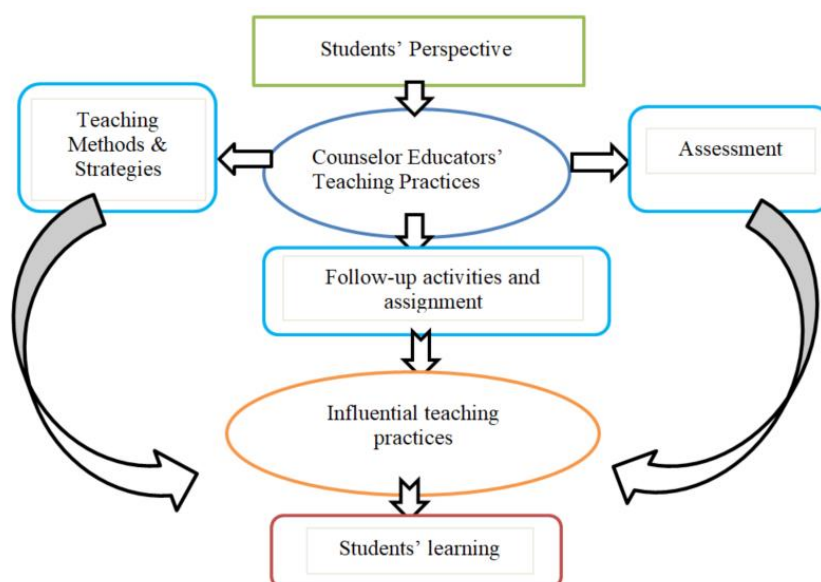 Students’ Perspective
Teaching
Methods &
Strategies
Counselor Educators’
Teaching Practices
Assessment
Follow-up activities and
assignment
Influential teaching
practices
Students’ learning